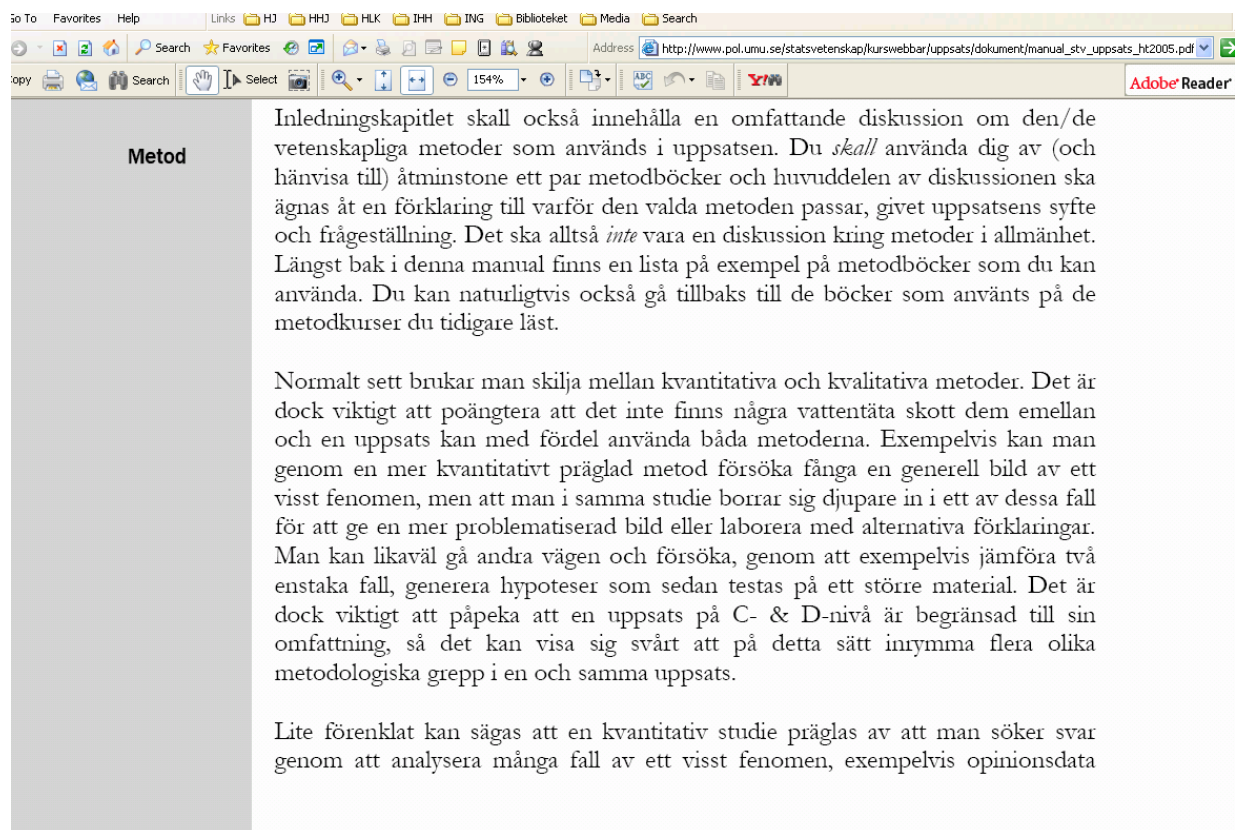 Go To Favorites Help Links HJ HHJ HLK IHH ING Biblioteket Media Search
Search Favorites Address http://www.pol.umu.se/statsvetenskap/kurswebbar/uppsats/dokument/manual_stv_uppsats_ht2005.pdf
Copy Search Select 154% Y! Adobe Reader
Inledningskapitlet skall också innehålla en omfattande diskussion om den/de
Metod
vetenskapliga metoder som används i uppsatsen. Du skall använda dig av (och
hänvisa till) åtminstone ett par metodböcker och huvuddelen av diskussionen ska
ägnas åt en förklaring till varför den valda metoden passar, givet uppsatsens syfte
och frågeställning. Det ska alltså inte vara en diskussion kring metoder i allmänhet.
Längst bak i denna manual finns en lista på exempel på metodböcker som du kan
använda. Du kan naturligtvis också gå tillbaks till de böcker som använts på de
metodkurser du tidigare läst.
Normalt sett brukar man skilja mellan kvantitativa och kvalitativa metoder. Det är
dock viktigt att poängtera att det inte finns några vattentäta skott dem emellan
och en uppsats kan med fördel använda båda metoderna. Exempelvis kan man
genom en mer kvantitativt präglad metod försöka fånga en generell bild av ett
visst fenomen, men att man i samma studie borrar sig djupare in i ett av dessa fall
för att ge en mer problematiserad bild eller laborera med alternativa förklaringar.
Man kan likaväl gå andra vägen och försöka, genom att exempelvis jämföra två
enstaka fall, generera hypoteser som sedan testas på ett större material. Det är
dock viktigt att påpeka att en uppsats på C- & D-nivå är begränsad till sin
omfattning, så det kan visa sig svårt att på detta sätt inrymma flera olika
metodologiska grepp i en och samma uppsats.
Lite förenklat kan sägas att en kvantitativ studie präglas av att man söker svar
genom att analysera många fall av ett visst fenomen, exempelvis opinionsdata